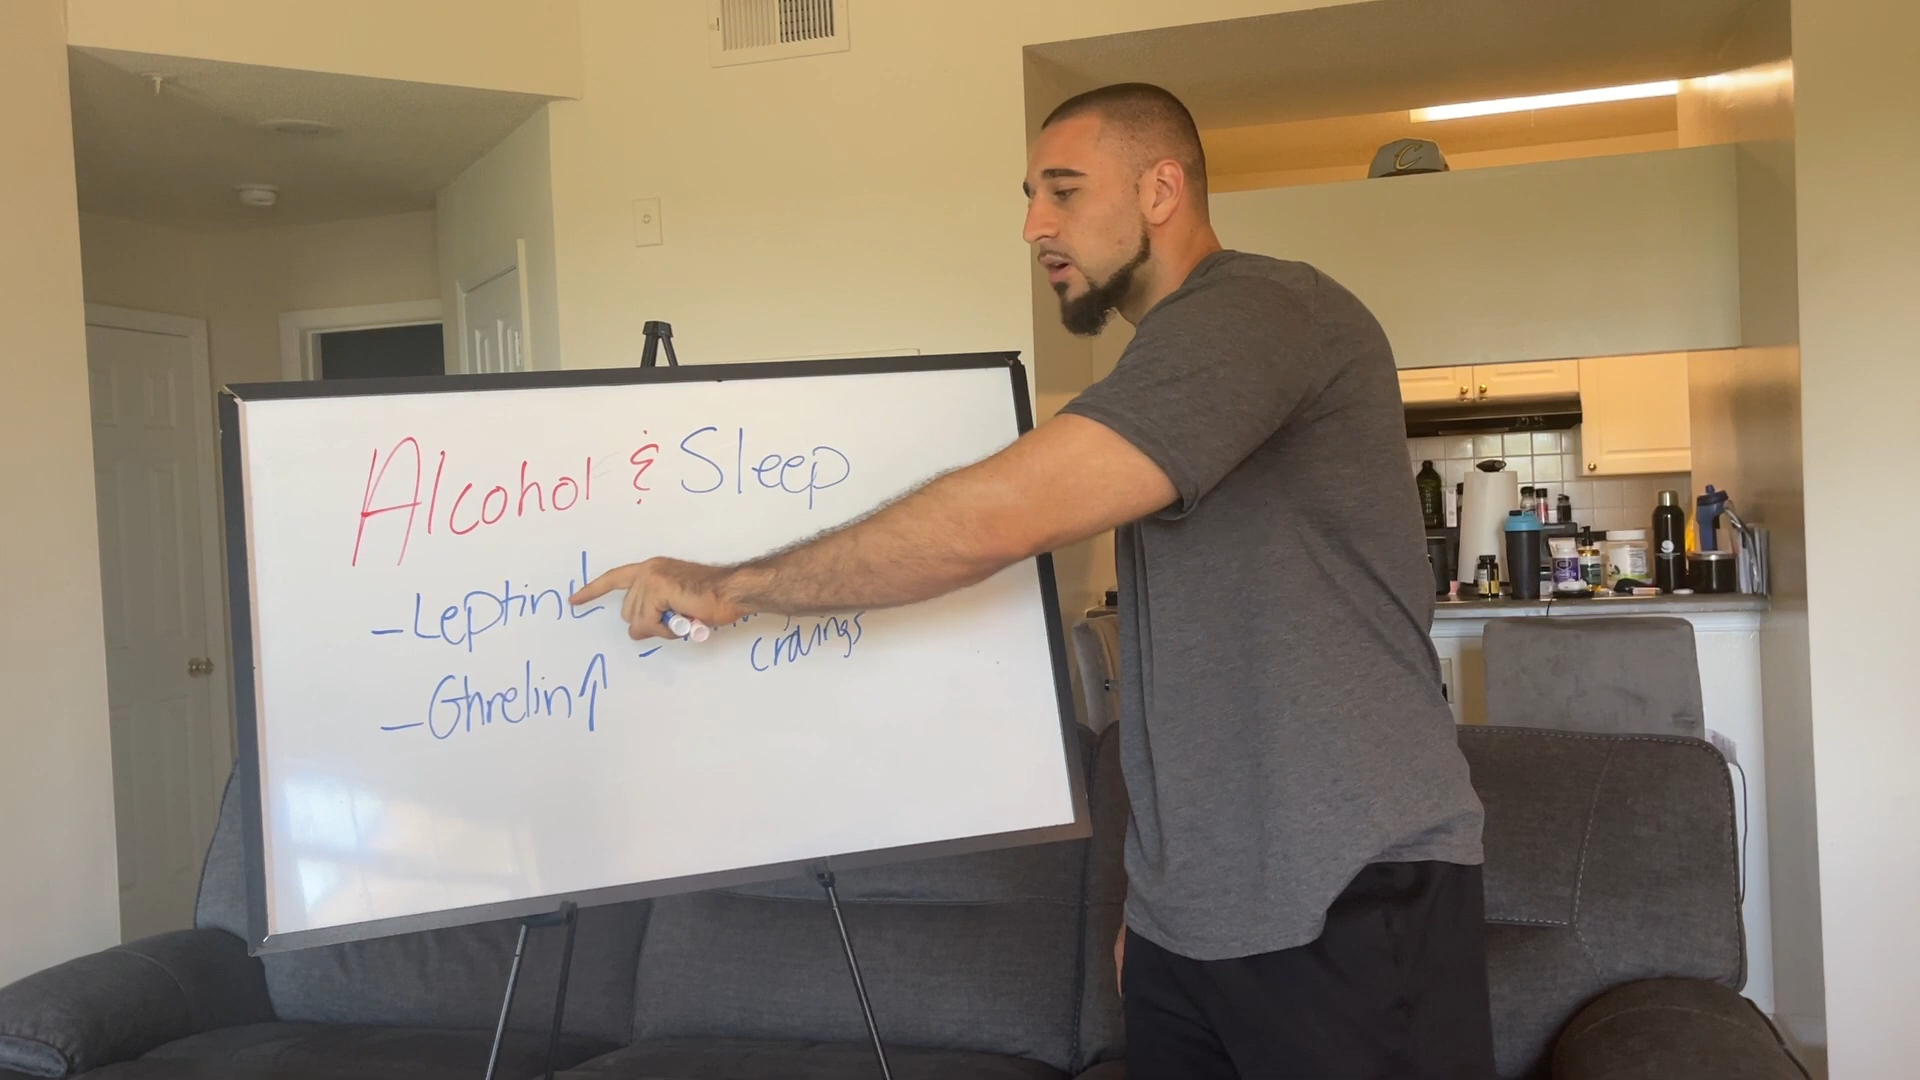 Alcohol & Sleep
- Leptin ↓
- Ghrelin ↑
- cravings
C